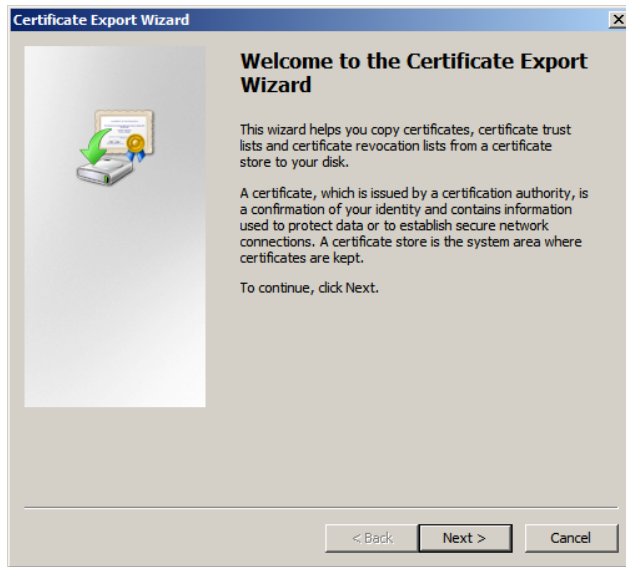 Certificate Export Wizard
Welcome to the Certificate Export
Wizard
This wizard helps you copy certificates, certificate trust
lists and certificate revocation lists from a certificate
store to your disk.
A certificate, which is issued by a certification authority, is
a confirmation of your identity and contains information
used to protect data or to establish secure network
connections. A certificate store is the system area where
certificates are kept.
To continue, click Next.
< Back Next > Cancel